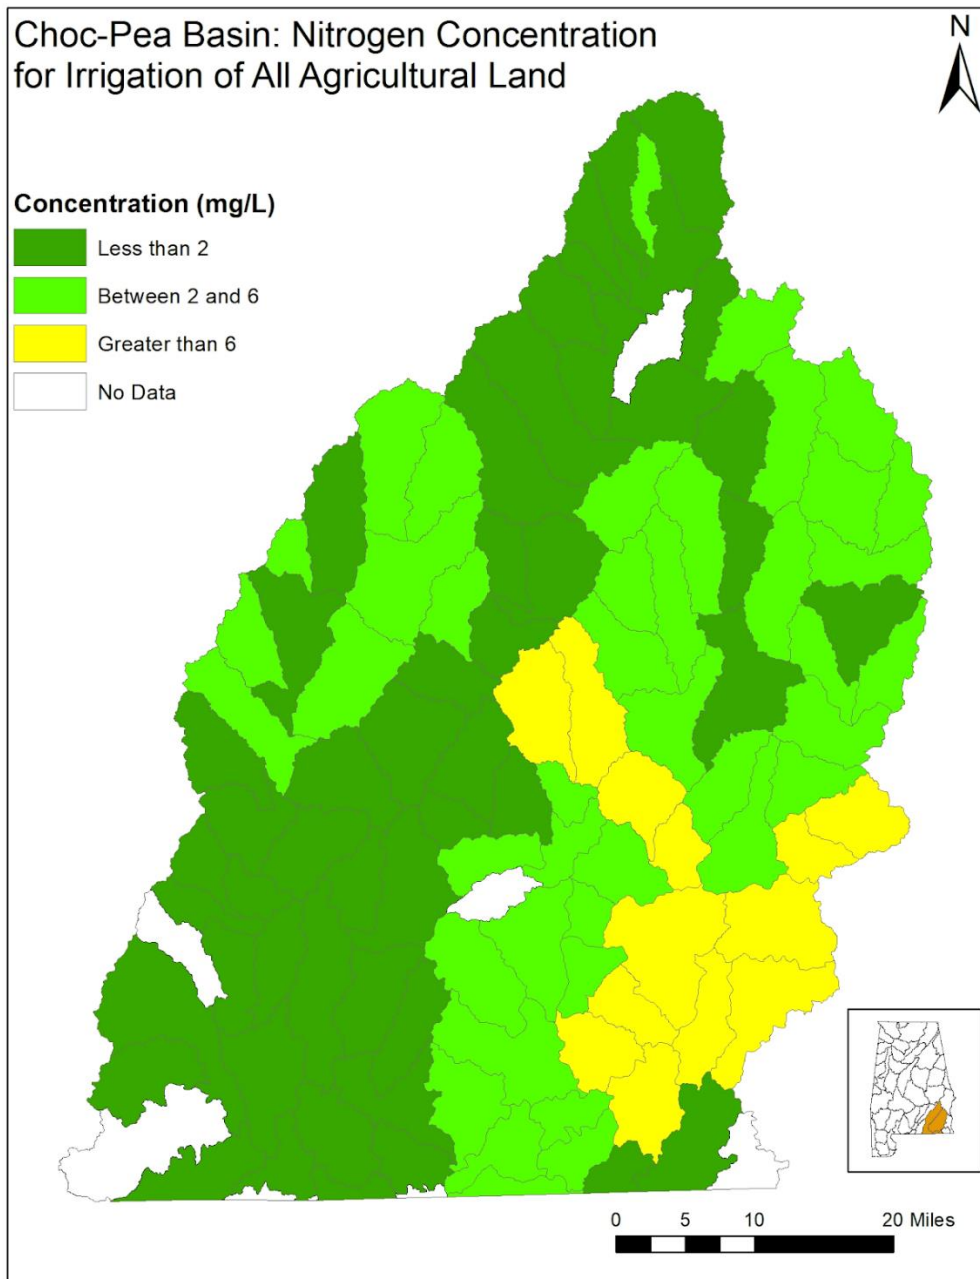 Choc-Pea Basin: Nitrogen Concentration
for Irrigation of All Agricultural Land
N
Concentration (mg/L)
Less than 2
Between 2 and 6
Greater than 6
No Data
0 5 10 20 Miles